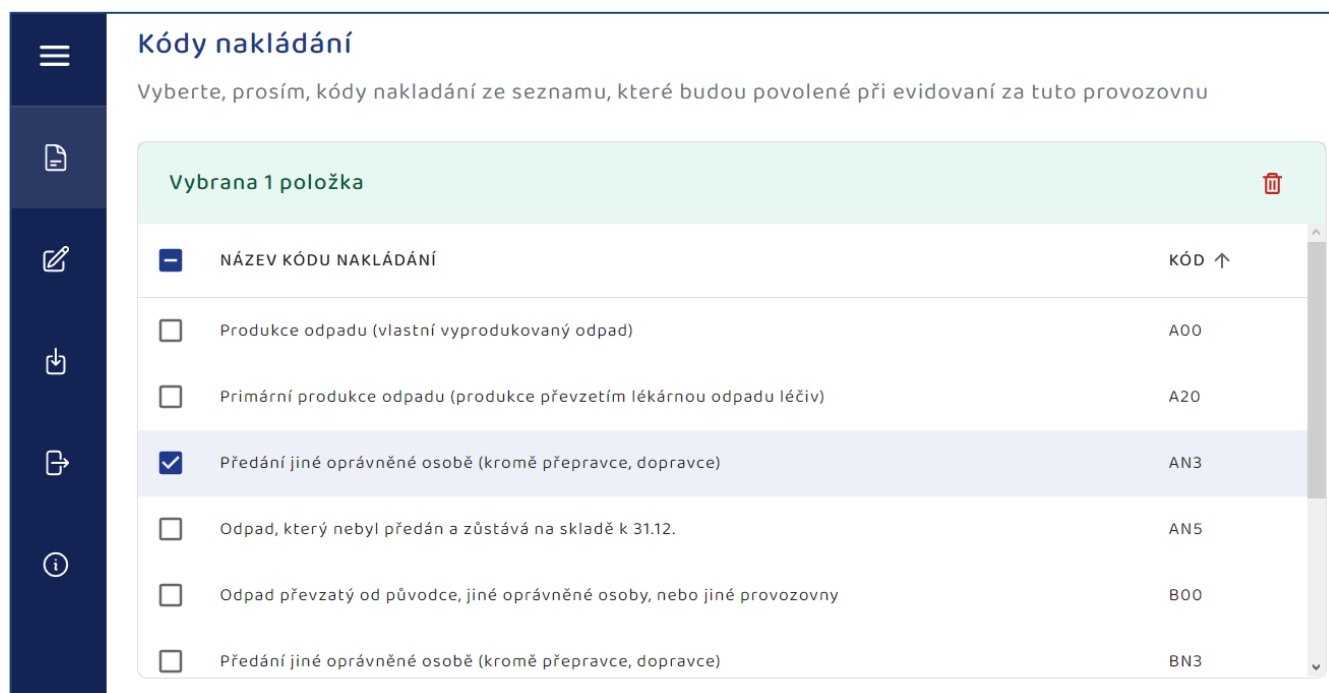 Kódy nakládání
Vyberte, prosím, kódy nakladání ze seznamu, které budou povolené při evidovaní za tuto provozovnu
Vybrana 1 položka
NÁZEV KÓDU NAKLÁDÁNÍ KÓD ↑
Produkce odpadu (vlastní vyprodukovaný odpad) A00
Primární produkce odpadu (produkce převzetím lékárnou odpadu léčiv) A20
Předání jiné oprávněné osobě (kromě přepravce, dopravce) AN3
Odpad, který nebyl předán a zůstává na skladě k 31.12. AN5
Odpad převzatý od původce, jiné oprávněné osoby, nebo jiné provozovny B00
Předání jiné oprávněné osobě (kromě přepravce, dopravce) BN3